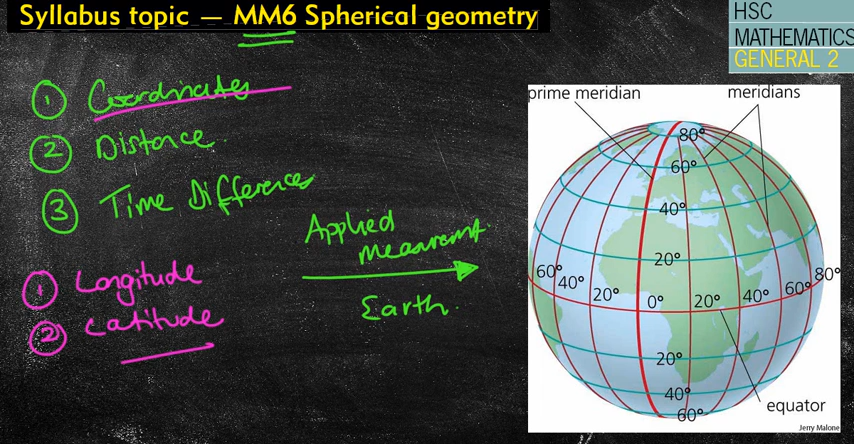 Syllabus topic — MM6 Spherical geometry
HSC
MATHEMATICS
GENERAL 2
① Coordinates
② Distance.
③ Time Differences
① Longitude
② Latitude
Applied
Measurement.
Earth.
prime meridian
meridians
80°
60°
40°
20°
60°
40°
20°
0°
20°
40°
60°
80°
20°
40°
60°
equator
Jerry Malone